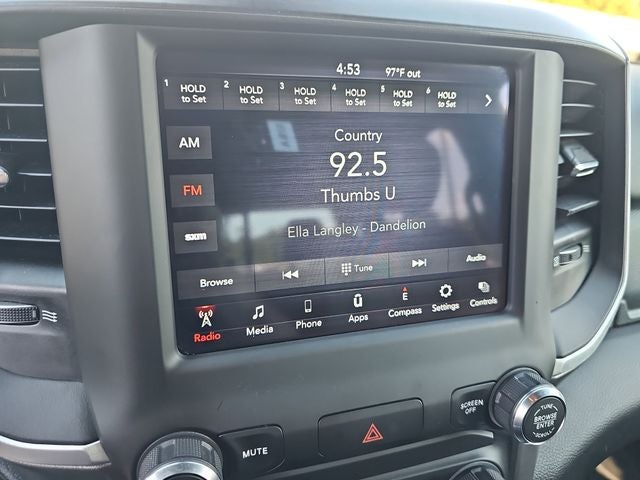 4:53 97°F out
1 HOLD to Set 2 HOLD to Set 3 HOLD to Set 4 HOLD to Set 5 HOLD to Set 6 HOLD to Set
AM
Country
92.5
FM
Thumbs U
sxm
Ella Langley - Dandelion
Browse Tune Audio
Radio Media Phone Apps E Compass Settings Controls
MUTE
SCREEN OFF
TUNE
BROWSE
ENTER
SCROLL